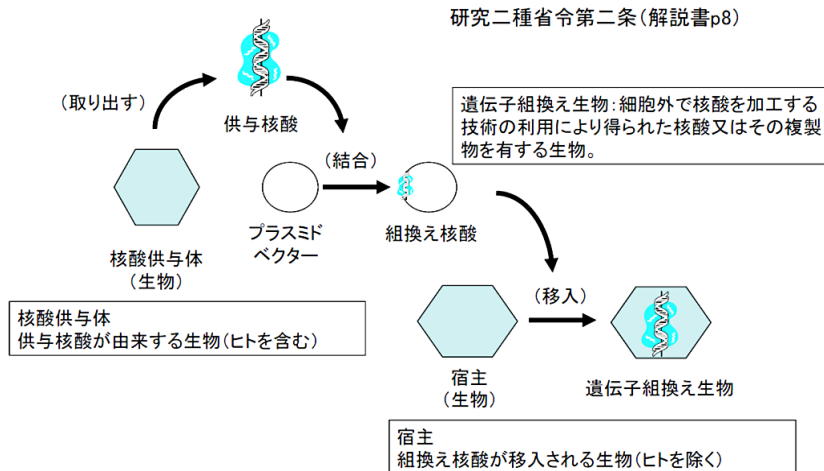 研究二種省令第二条(解説書p8)
(取り出す)
供与核酸
遺伝子組換え生物:細胞外で核酸を加工する
技術の利用により得られた核酸又はその複製
物を有する生物。
(結合)
核酸供与体
(生物)
プラスミド
ベクター
組換え核酸
核酸供与体
供与核酸が由来する生物(ヒトを含む)
(移入)
宿主
(生物)
遺伝子組換え生物
宿主
組換え核酸が移入される生物(ヒトを除く)